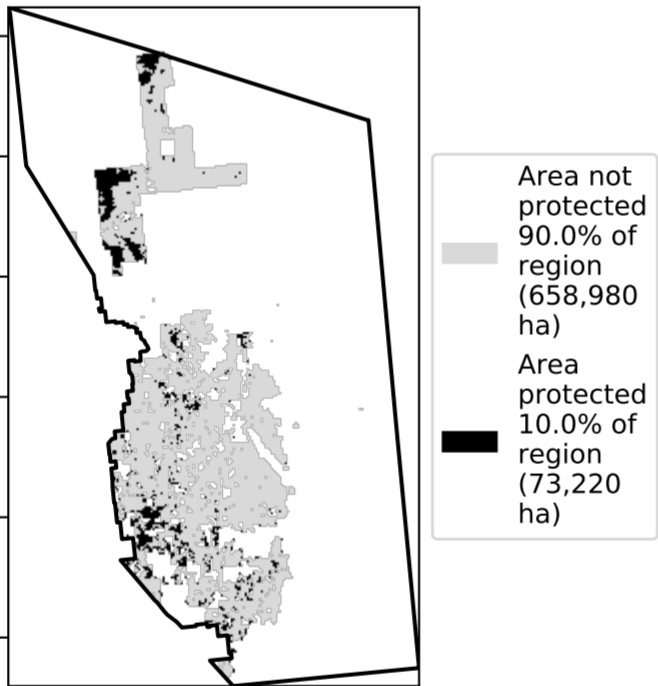 Area not
protected
90.0% of
region
(658,980
ha)
Area
protected
10.0% of
region
(73,220
ha)